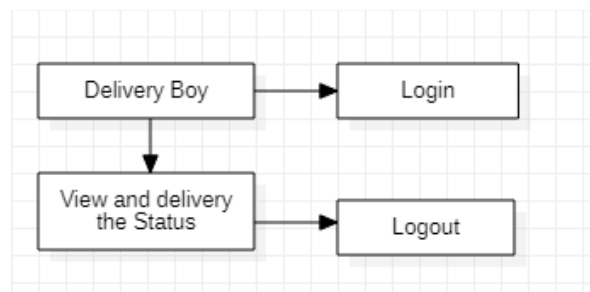 Delivery Boy
Login
View and delivery
the Status
Logout